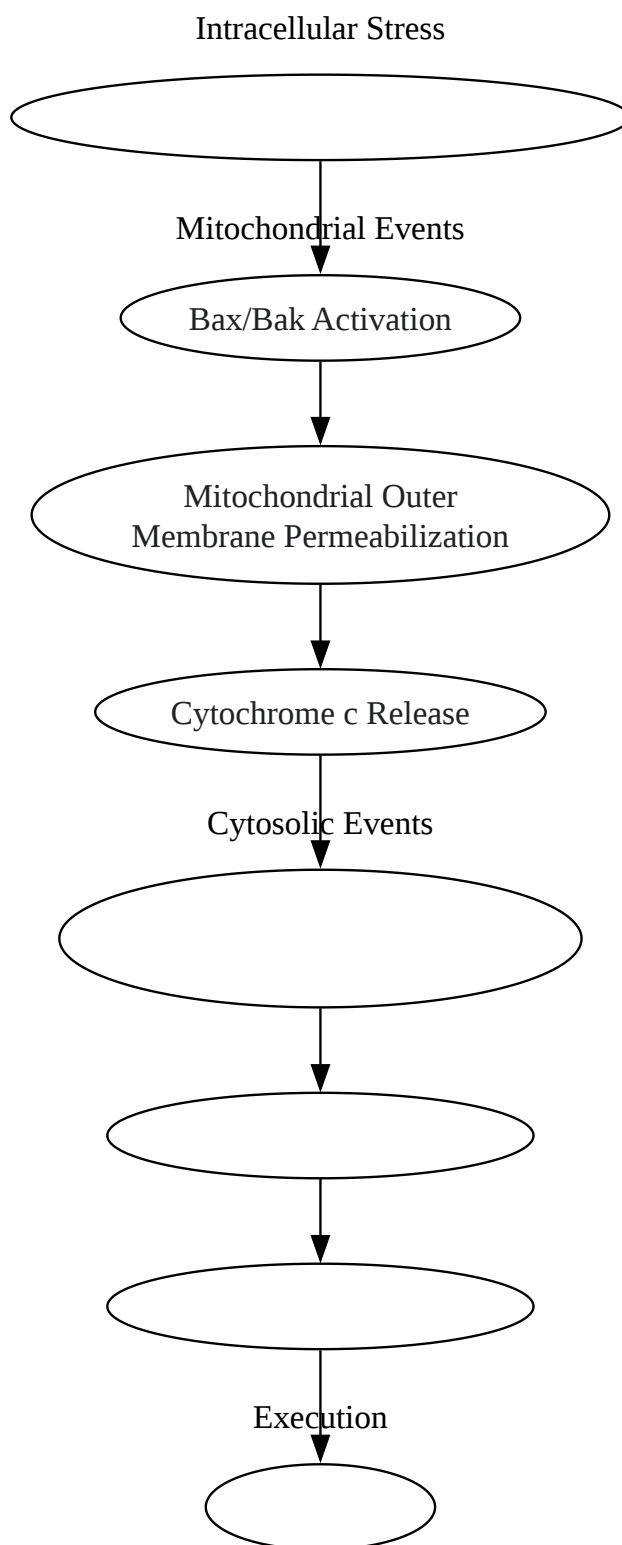 Intracellular Stress
Mitochondrial Events
Bax/Bak Activation
Mitochondrial Outer
Membrane Permeabilization
Cytochrome c Release
Cytosolic Events
Execution